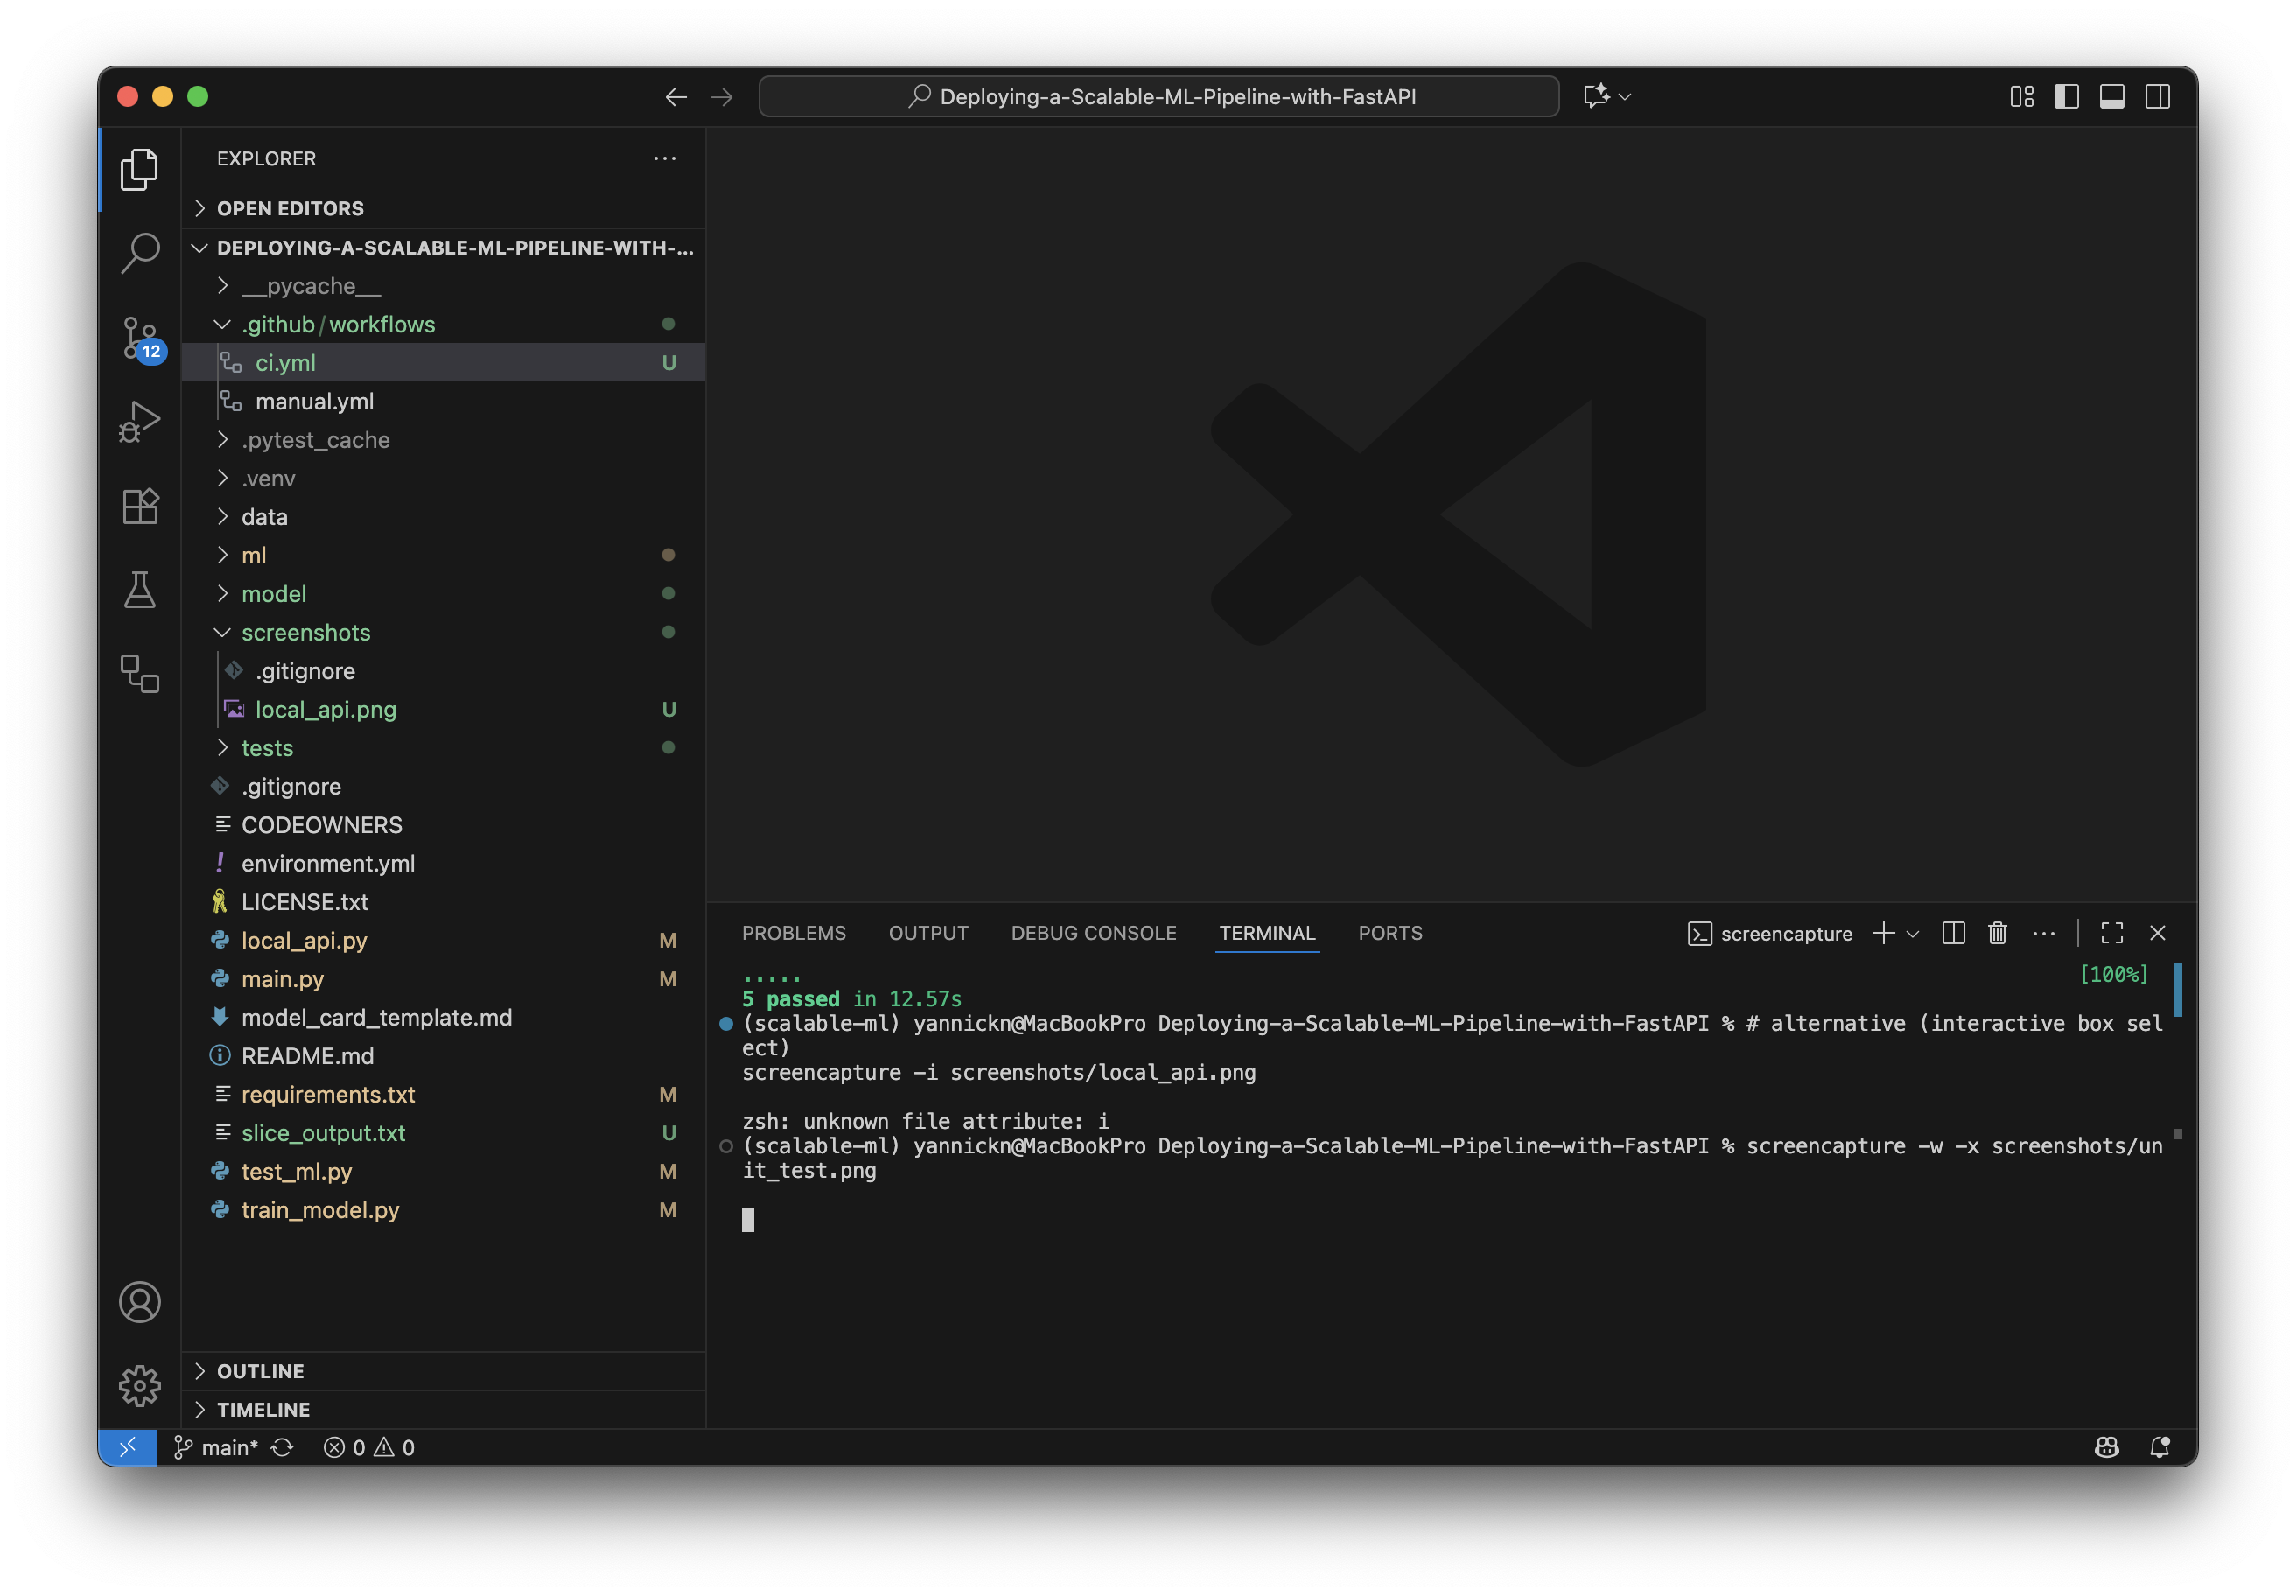 Deploying-a-Scalable-ML-Pipeline-with-FastAPI
EXPLORER
OPEN EDITORS
DEPLOYING-A-SCALABLE-ML-PIPELINE-WITH-...
__pycache__
.github/workflows
ci.yml U
manual.yml
.pytest_cache
.venv
data
ml
model
screenshots
.gitignore
local_api.png U
tests
.gitignore
CODEOWNERS
environment.yml
LICENSE.txt
local_api.py M
main.py M
model_card_template.md
README.md
requirements.txt M
slice_output.txt U
test_ml.py M
train_model.py M
OUTLINE
TIMELINE
12
PROBLEMS OUTPUT DEBUG CONSOLE TERMINAL PORTS screencapture
..... [100%]
5 passed in 12.57s
(scalable-ml) yannickn@MacBookPro Deploying-a-Scalable-ML-Pipeline-with-FastAPI % # alternative (interactive box sel
ect)
screencapture -i screenshots/local_api.png
zsh: unknown file attribute: i
(scalable-ml) yannickn@MacBookPro Deploying-a-Scalable-ML-Pipeline-with-FastAPI % screencapture -w -x screenshots/un
it_test.png
main* 0 0